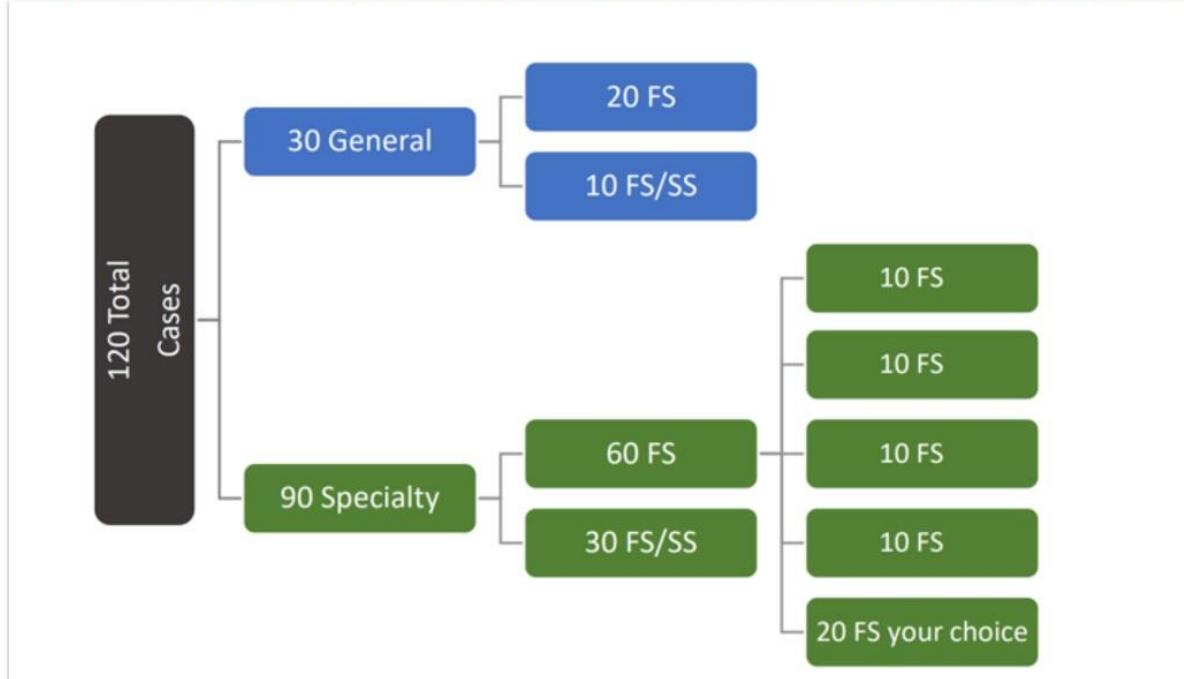 120 Total
Cases
30 General
20 FS
10 FS/SS
90 Specialty
60 FS
30 FS/SS
10 FS
10 FS
10 FS
10 FS
20 FS your choice